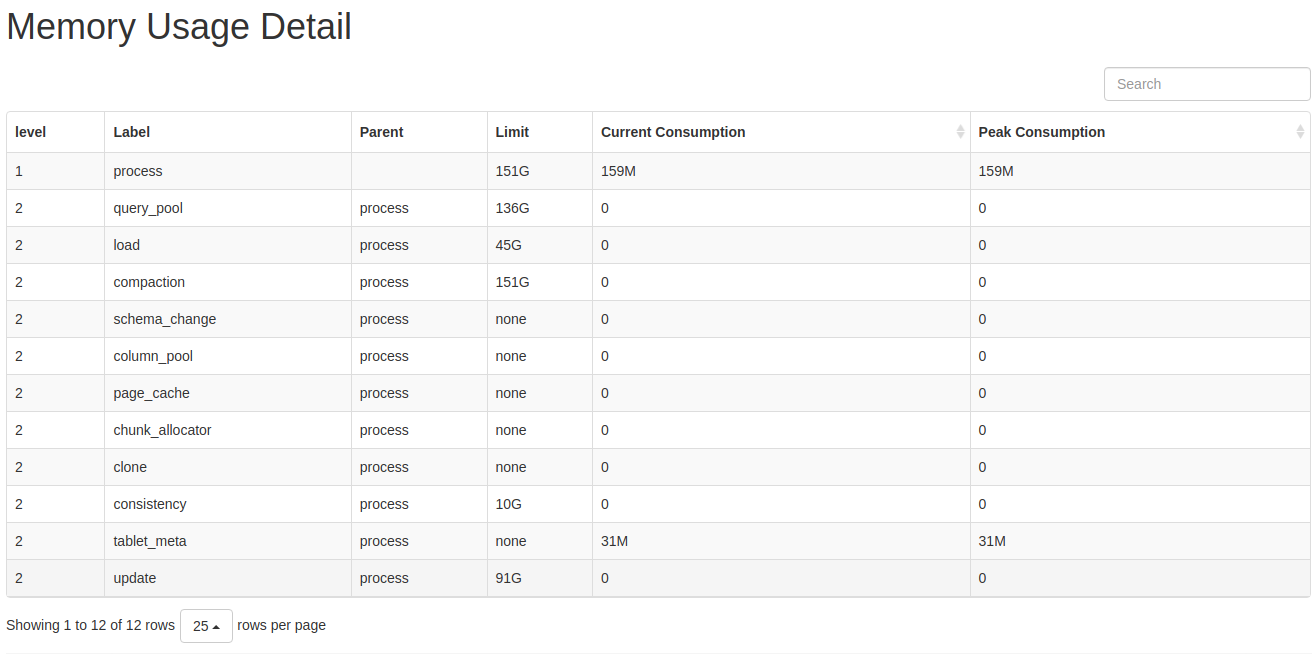 Memory Usage Detail
Search
level Label Parent Limit Current Consumption Peak Consumption
1 process 151G 159M 159M
2 query_pool process 136G 0 0
2 load process 45G 0 0
2 compaction process 151G 0 0
2 schema_change process none 0 0
2 column_pool process none 0 0
2 page_cache process none 0 0
2 chunk_allocator process none 0 0
2 clone process none 0 0
2 consistency process 10G 0 0
2 tablet_meta process none 31M 31M
2 update process 91G 0 0
Showing 1 to 12 of 12 rows 25 rows per page